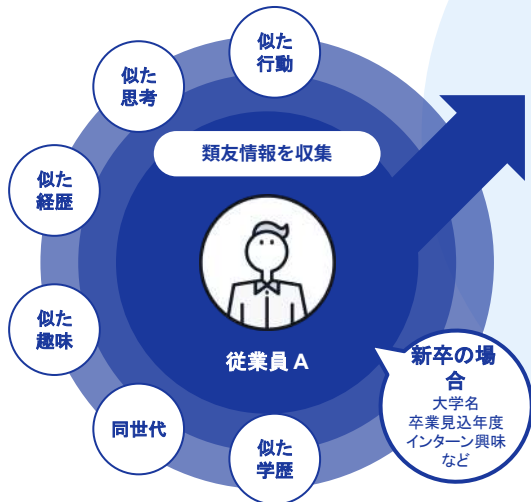 似た
行動
似た
思考
類友情報を収集
似た
経歴
従業員 A
似た
趣味
新卒の場
合
大学名
卒業見込年度
インターン興味
など
同世代
似た
学歴